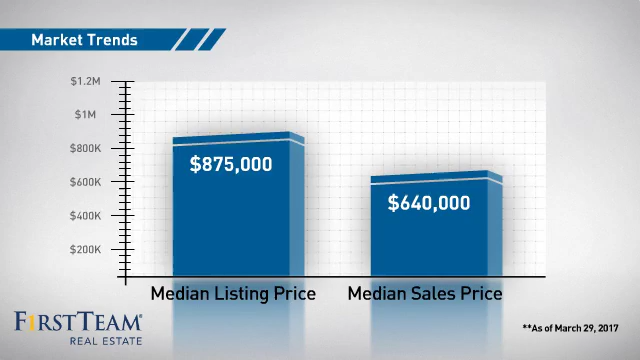 Market Trends
$1.2M
$1M
$800K
$600K
$400K
$200K
$875,000
$640,000
Median Listing Price
Median Sales Price
FIRSTTEAM®
REAL ESTATE
**As of March 29, 2017